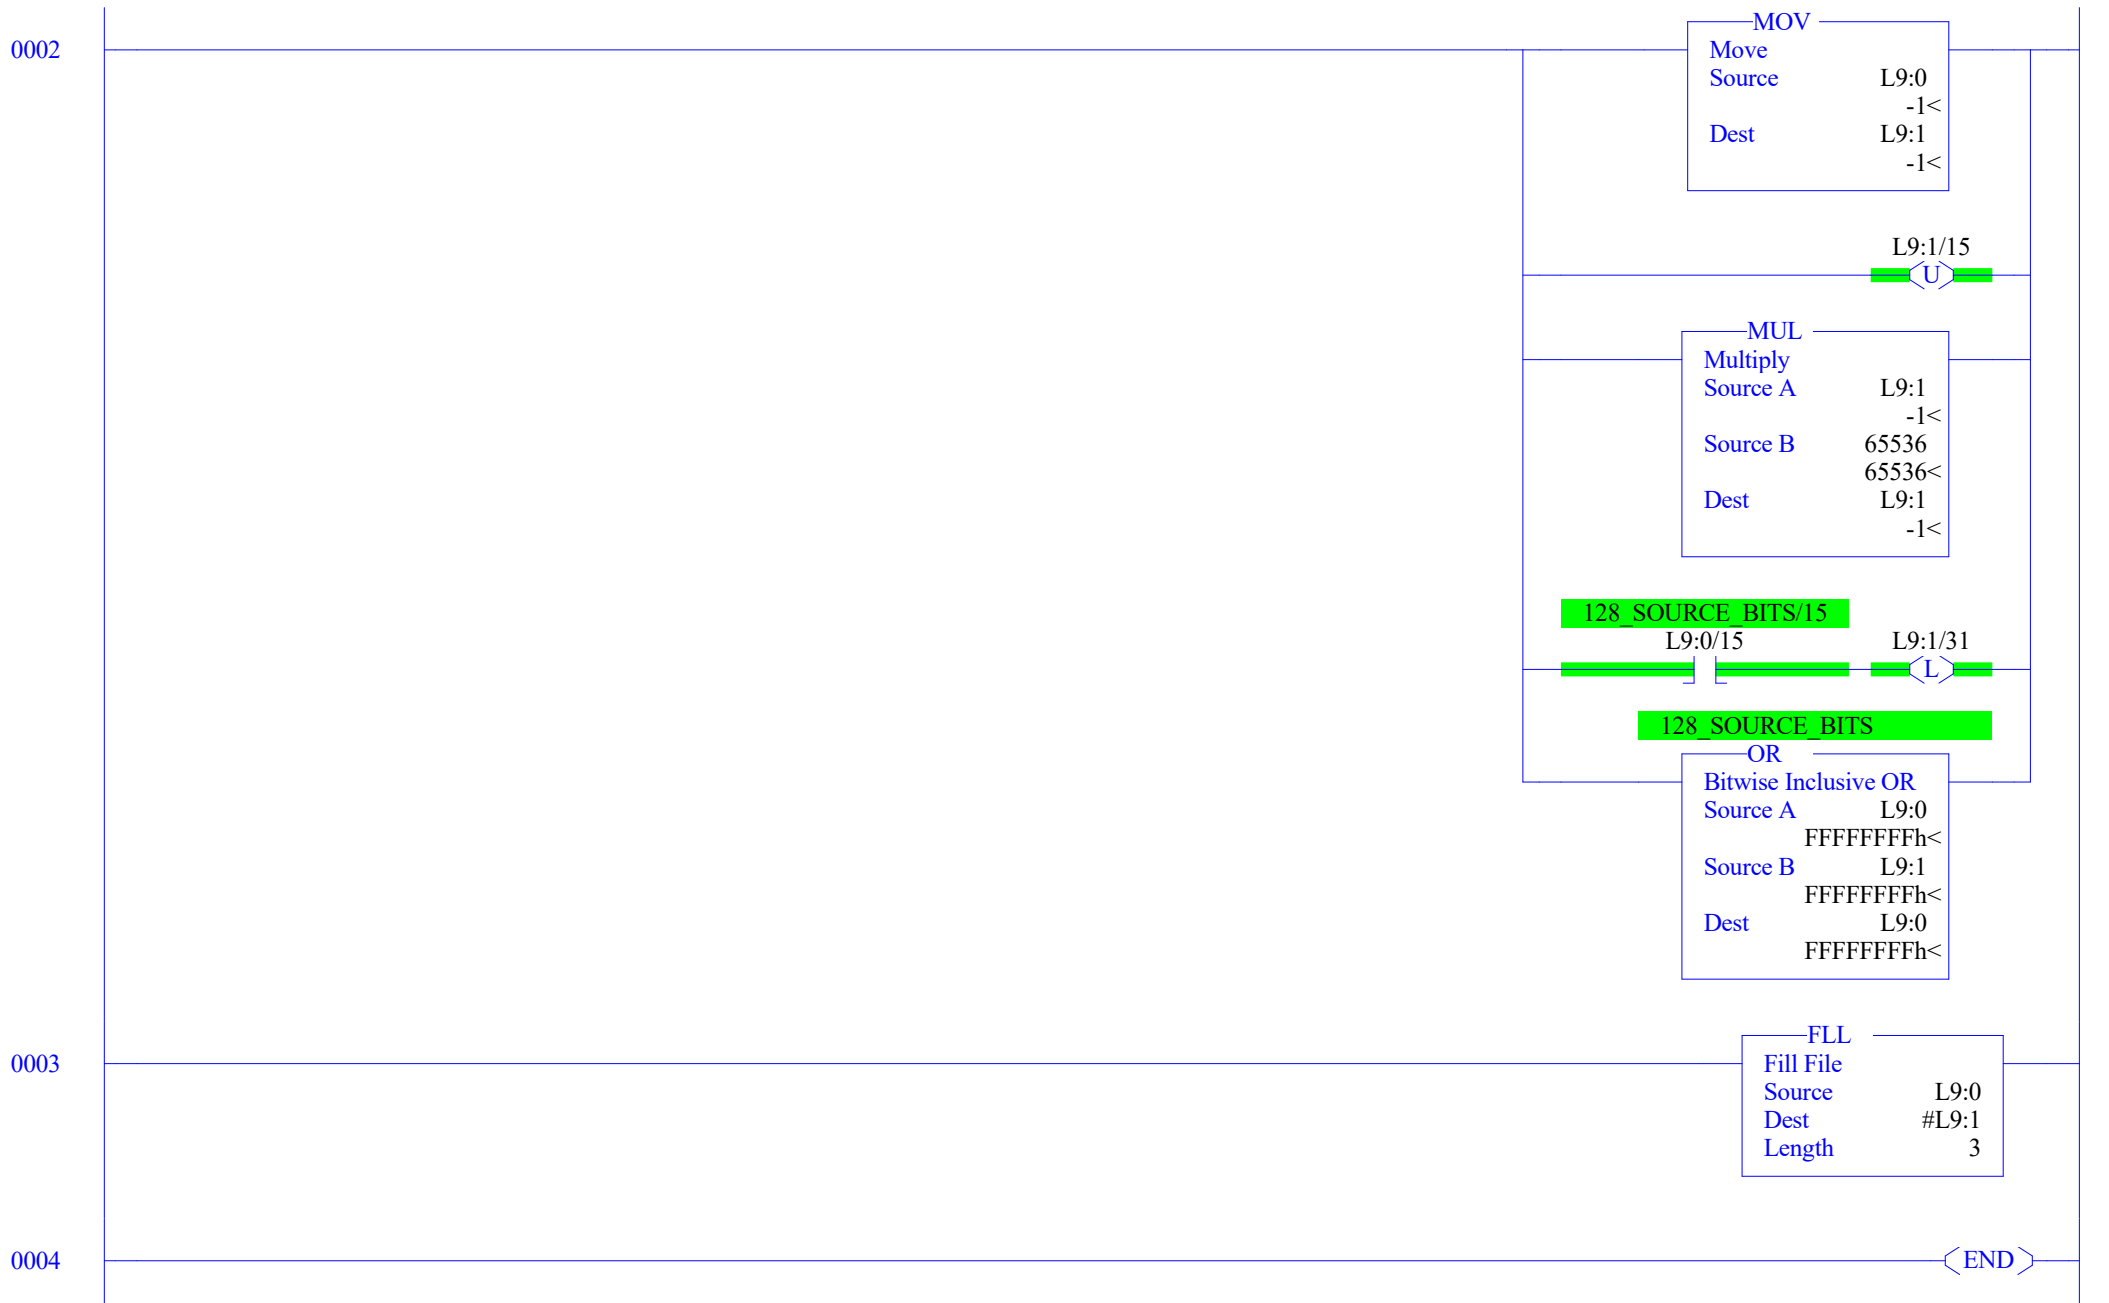 0002
MOV
Move
Source L9:0
-1<
Dest L9:1
-1<
L9:1/15
U
MUL
Multiply
Source A L9:1
-1<
Source B 65536
65536<
Dest L9:1
-1<
128_SOURCE_BITS/15
L9:0/15 L9:1/31
L
128_SOURCE_BITS
OR
Bitwise Inclusive OR
Source A L9:0
FFFFFFFFh<
Source B L9:1
FFFFFFFFh<
Dest L9:0
FFFFFFFFh<
0003
FLL
Fill File
Source L9:0
Dest #L9:1
Length 3
0004
END